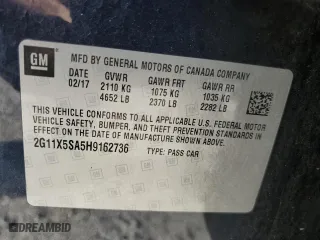 GM
MFD BY GENERAL MOTORS OF CANADA COMPANY
DATE GVWR GAWR FRT GAWR RR
02/17 2110 KG 1075 KG 1035 KG
4652 LB 2370 LB 2282 LB
THIS VEHICLE CONFORMS TO ALL APPLICABLE U.S. FEDERAL MOTOR
VEHICLE SAFETY, BUMPER, AND THEFT PREVENTION STANDARDS IN
EFFECT ON THE DATE OF MANUFACTURE SHOWN ABOVE.
2G11X5SA5H9162736 TYPE: PASS CAR